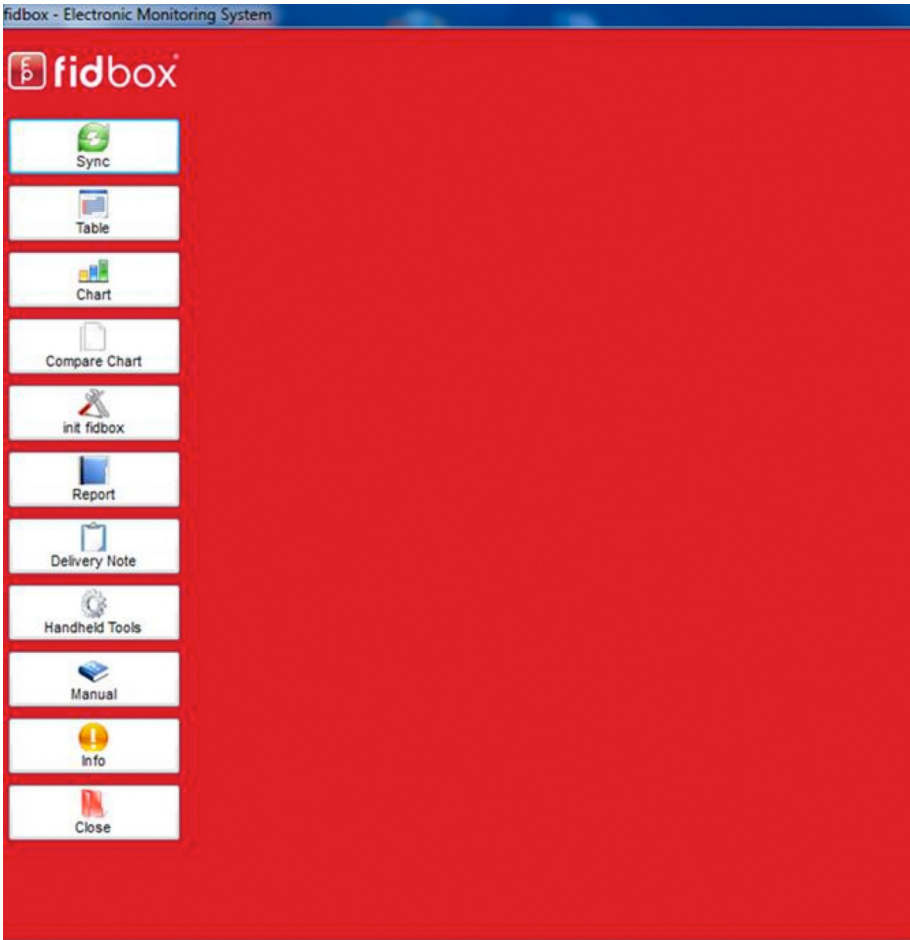 fidbox - Electronic Monitoring System
fidbox®
Sync
Table
Chart
Compare Chart
init fidbox
Report
Delivery Note
Handheld Tools
Manual
Info
Close